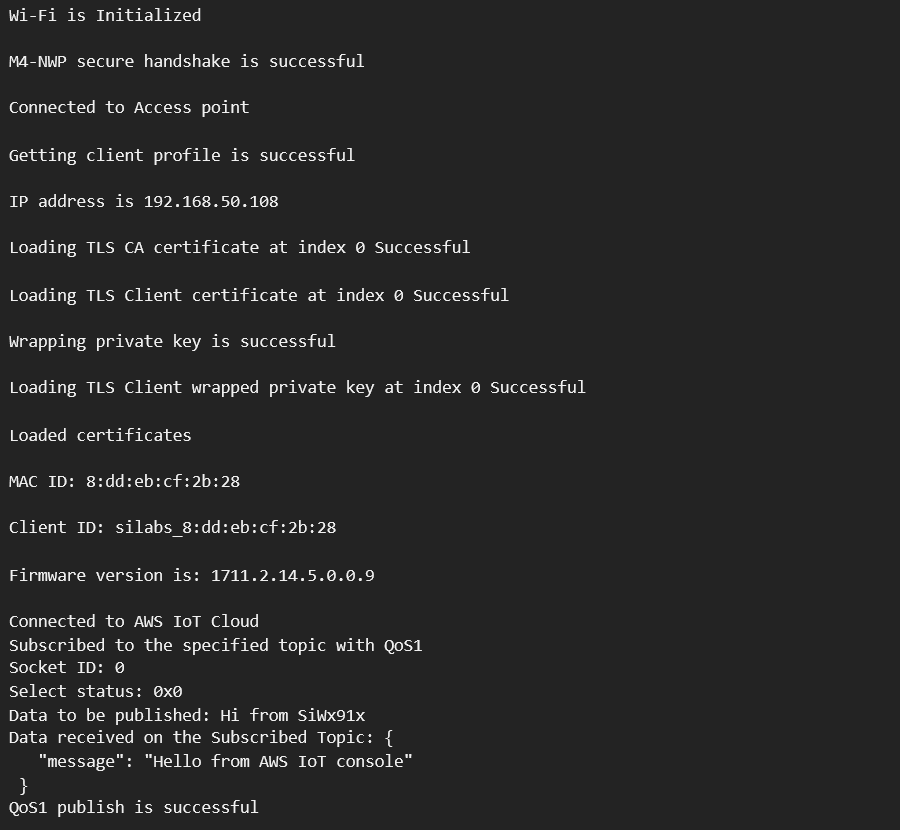 Wi-Fi is Initialized
M4-NWP secure handshake is successful
Connected to Access point
Getting client profile is successful
IP address is 192.168.50.108
Loading TLS CA certificate at index 0 Successful
Loading TLS Client certificate at index 0 Successful
Wrapping private key is successful
Loading TLS Client wrapped private key at index 0 Successful
Loaded certificates
MAC ID: 8:dd:eb:cf:2b:28
Client ID: silabs_8:dd:eb:cf:2b:28
Firmware version is: 1711.2.14.5.0.0.9
Connected to AWS IoT Cloud
Subscribed to the specified topic with QoS1
Socket ID: 0
Select status: 0x0
Data to be published: Hi from SiWx91x
Data received on the Subscribed Topic: {
   "message": "Hello from AWS IoT console"
 }
QoS1 publish is successful